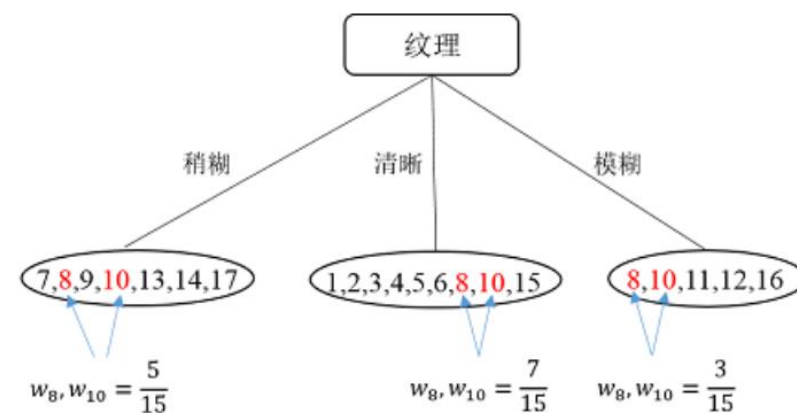 纹理
稍糊 清晰 模糊
7,8,9,10,13,14,17 1,2,3,4,5,6,8,10,15 8,10,11,12,16
w₈, w₁₀ = 5/15 w₈, w₁₀ = 7/15 w₈, w₁₀ = 3/15